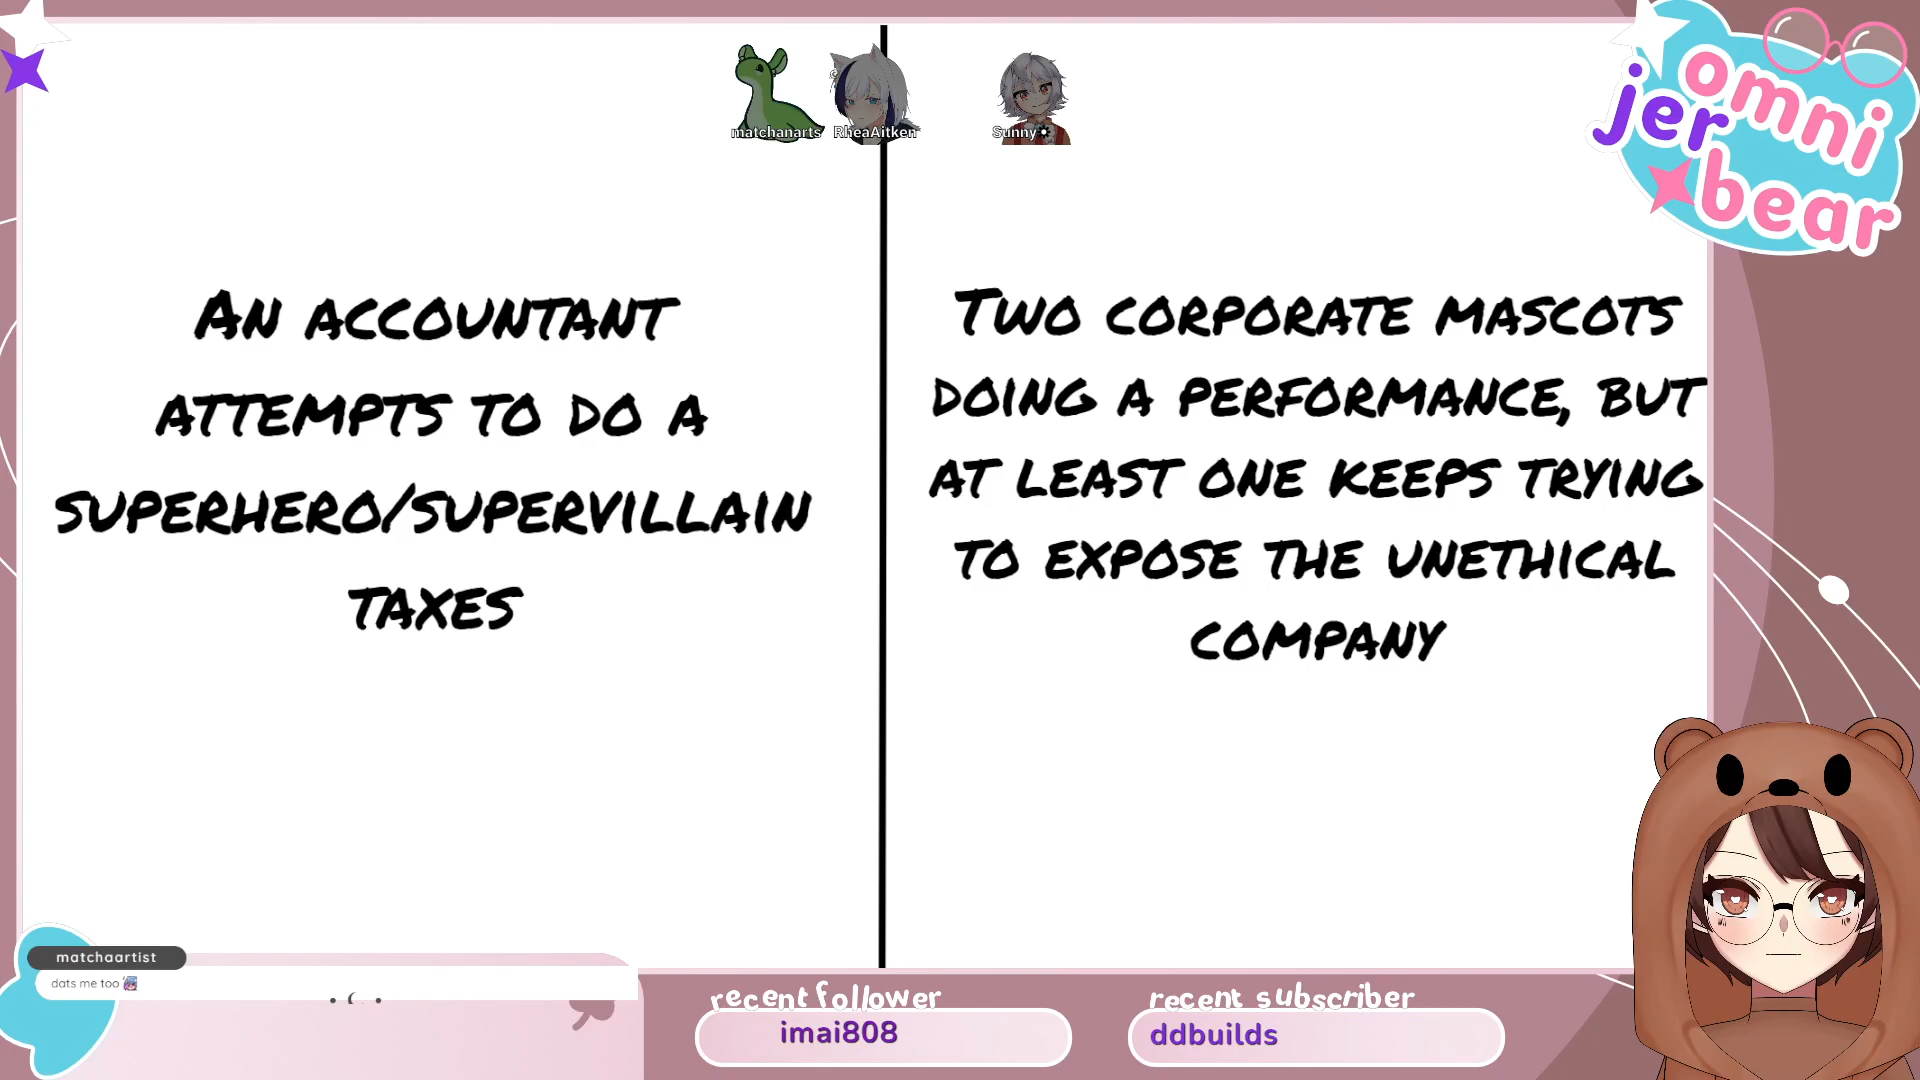 matchanarts
RheaAitken
Sunny
omni
jer
bear
An accountant
attempts to do a
superhero/supervillain
taxes
Two corporate mascots
doing a performance, but
at least one keeps trying
to expose the unethical
company
matchaartist
dats me too
recent follower
imai808
recent subscriber
ddbuilds